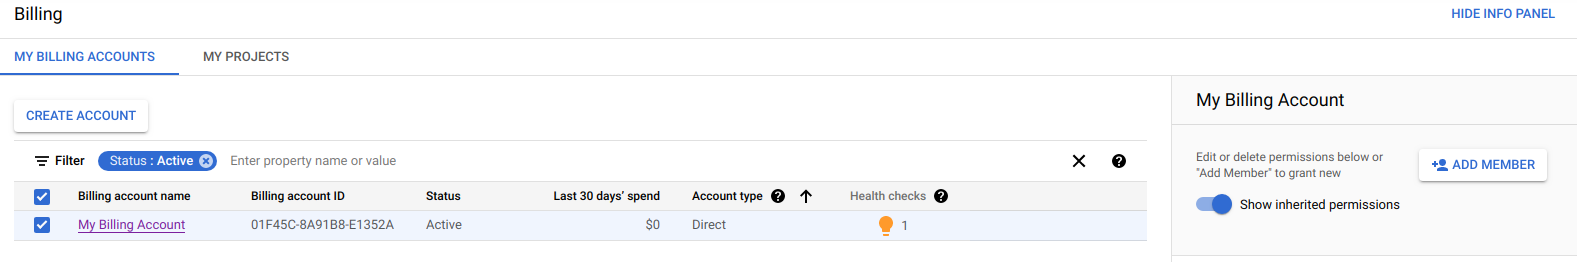 Billing
HIDE INFO PANEL
MY BILLING ACCOUNTS MY PROJECTS
CREATE ACCOUNT
Filter Status : Active Enter property name or value
Billing account name Billing account ID Status Last 30 days’ spend Account type Health checks
My Billing Account 01F45C-8A91B8-E1352A Active $0 Direct 1
My Billing Account
Edit or delete permissions below or
"Add Member" to grant new
ADD MEMBER
Show inherited permissions